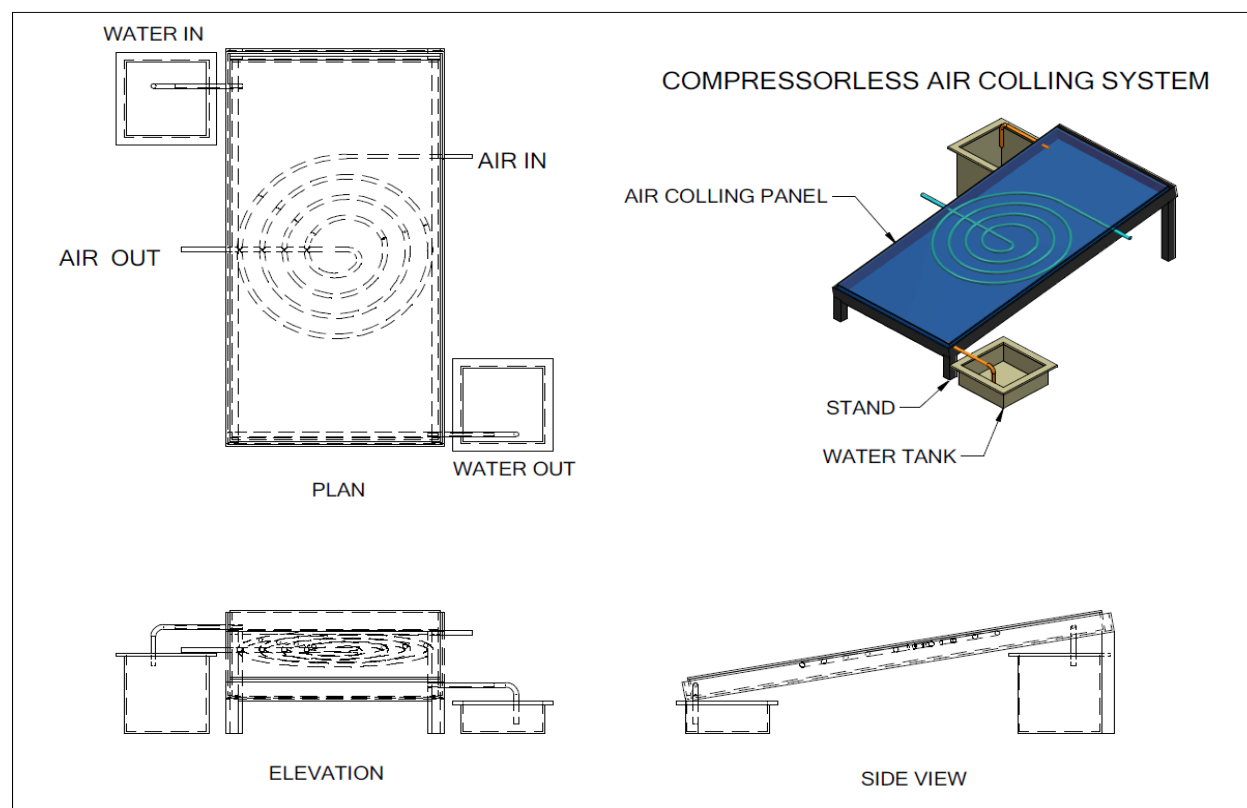 WATER IN
AIR IN
AIR OUT
WATER OUT
PLAN
COMPRESSORLESS AIR COLLING SYSTEM
AIR COLLING PANEL
STAND
WATER TANK
ELEVATION
SIDE VIEW